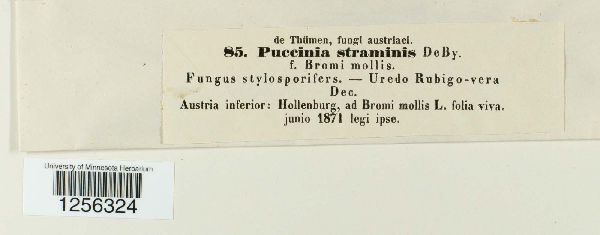 de Thümen, fungi austriaci.
85. Puccinia straminis DeBy.
f. Bromi mollis.
Fungus stylosporifers. — Uredo Rubigo-vera
Dec.
Austria inferior: Hollenburg, ad Bromi mollis L. folia viva.
junio 1871 legi ipse.
University of Minnesota Herbarium
1256324